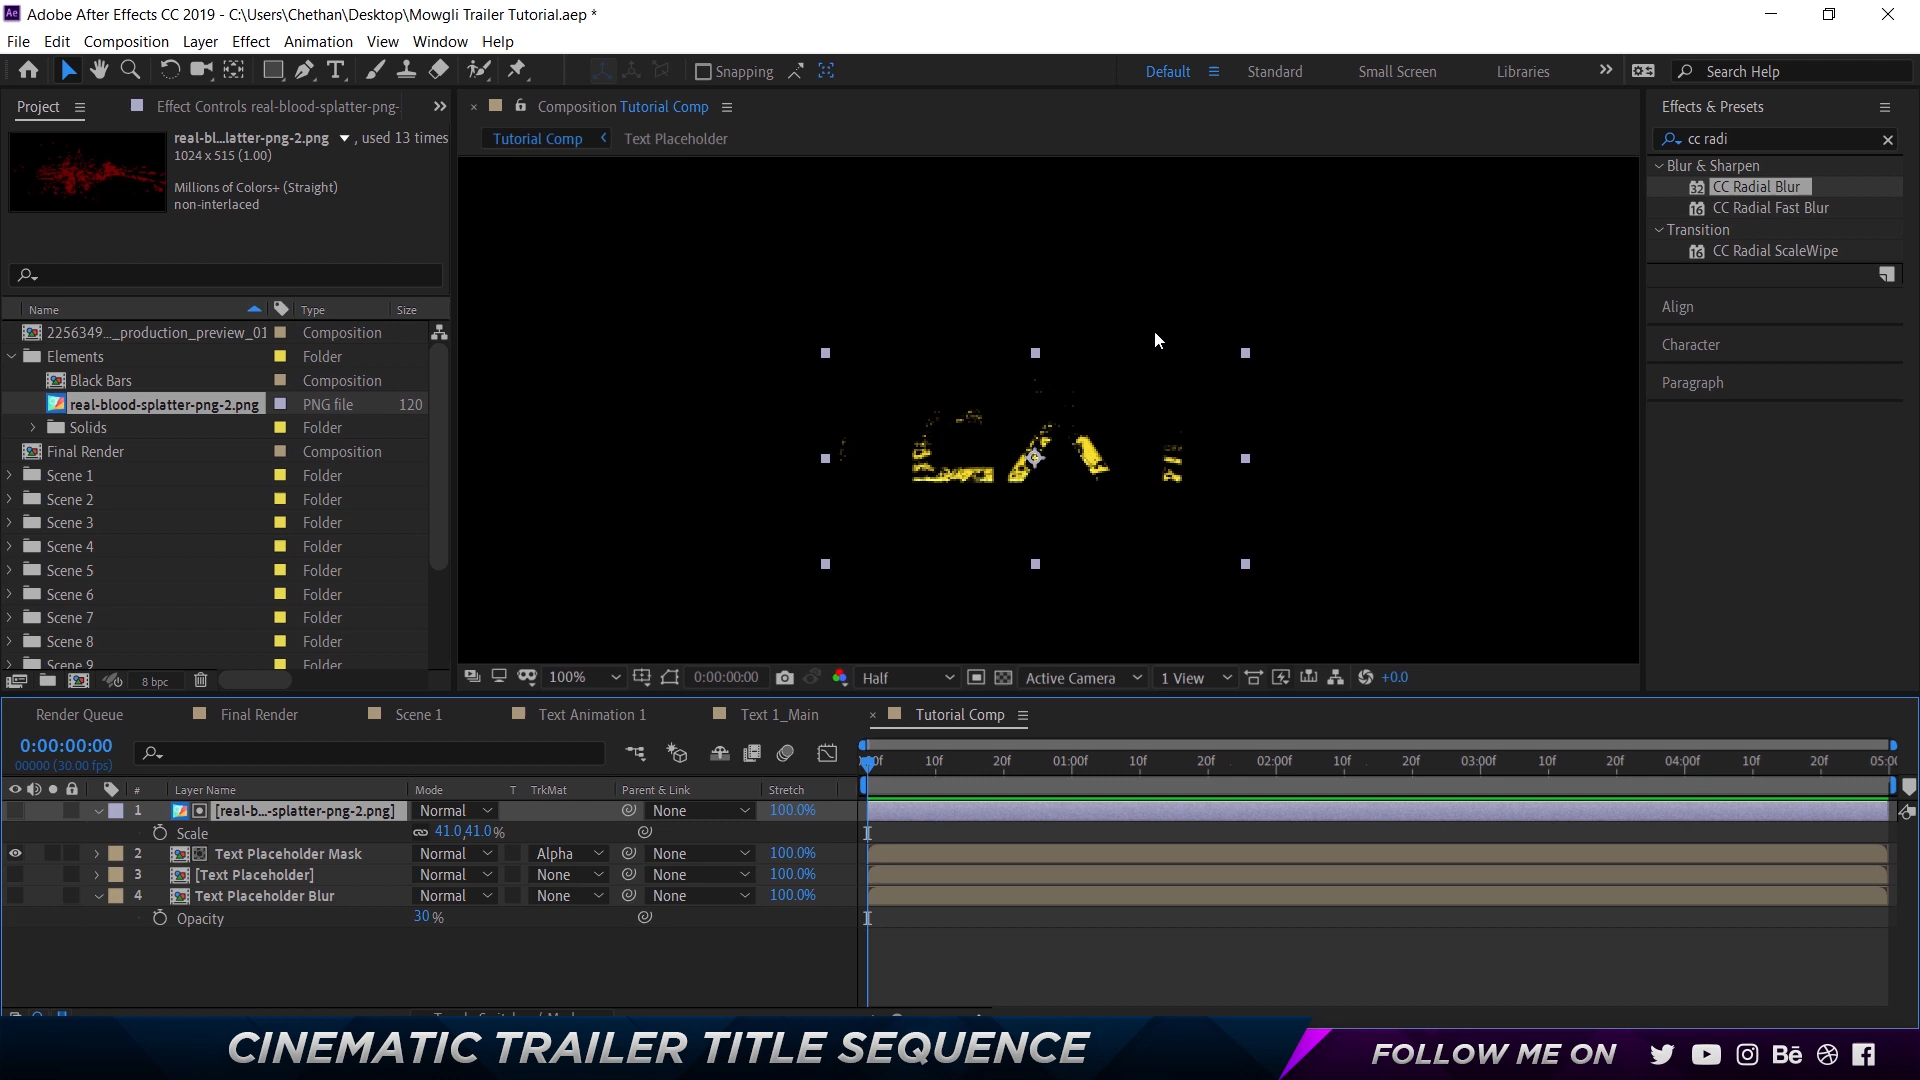 Adobe After Effects CC 2019 - C:\Users\Chethan\Desktop\Mowgli Trailer Tutorial.aep *
File Edit Composition Layer Effect Animation View Window Help
Snapping Default Standard Small Screen Libraries Search Help
Project Effect Controls real-blood-splatter-png-
Composition Tutorial Comp
Effects & Presets
real-bl...latter-png-2.png , used 13 times
1024 x 515 (1.00)
Millions of Colors+ (Straight)
non-interlaced
Tutorial Comp Text Placeholder
cc radi
Blur & Sharpen
CC Radial Blur
CC Radial Fast Blur
Transition
CC Radial ScaleWipe
Align
Character
Paragraph
Name Type Size
2256349..._production_preview_01 Composition
Elements Folder
Black Bars Composition
real-blood-splatter-png-2.png PNG file 120
Solids Folder
Final Render Composition
Scene 1 Folder
Scene 2 Folder
Scene 3 Folder
Scene 4 Folder
Scene 5 Folder
Scene 6 Folder
Scene 7 Folder
Scene 8 Folder
Scene 9 Folder
8 bpc
100% 0:00:00:00 Half Active Camera 1 View +0.0
Render Queue Final Render Scene 1 Text Animation 1 Text 1_Main Tutorial Comp
0:00:00:00
00000 (30.00 fps)
10f 20f 01:00f 10f 20f 02:00f 10f 20f 03:00f 10f 20f 04:00f 10f 20f
# Layer Name Mode T TrkMat Parent & Link Stretch
1 [real-b...-splatter-png-2.png] Normal None 100.0%
Scale 41.0,41.0%
2 Text Placeholder Mask Normal Alpha None 100.0%
3 [Text Placeholder] Normal None None 100.0%
4 Text Placeholder Blur Normal None None 100.0%
Opacity 30 %
CINEMATIC TRAILER TITLE SEQUENCE
FOLLOW ME ON